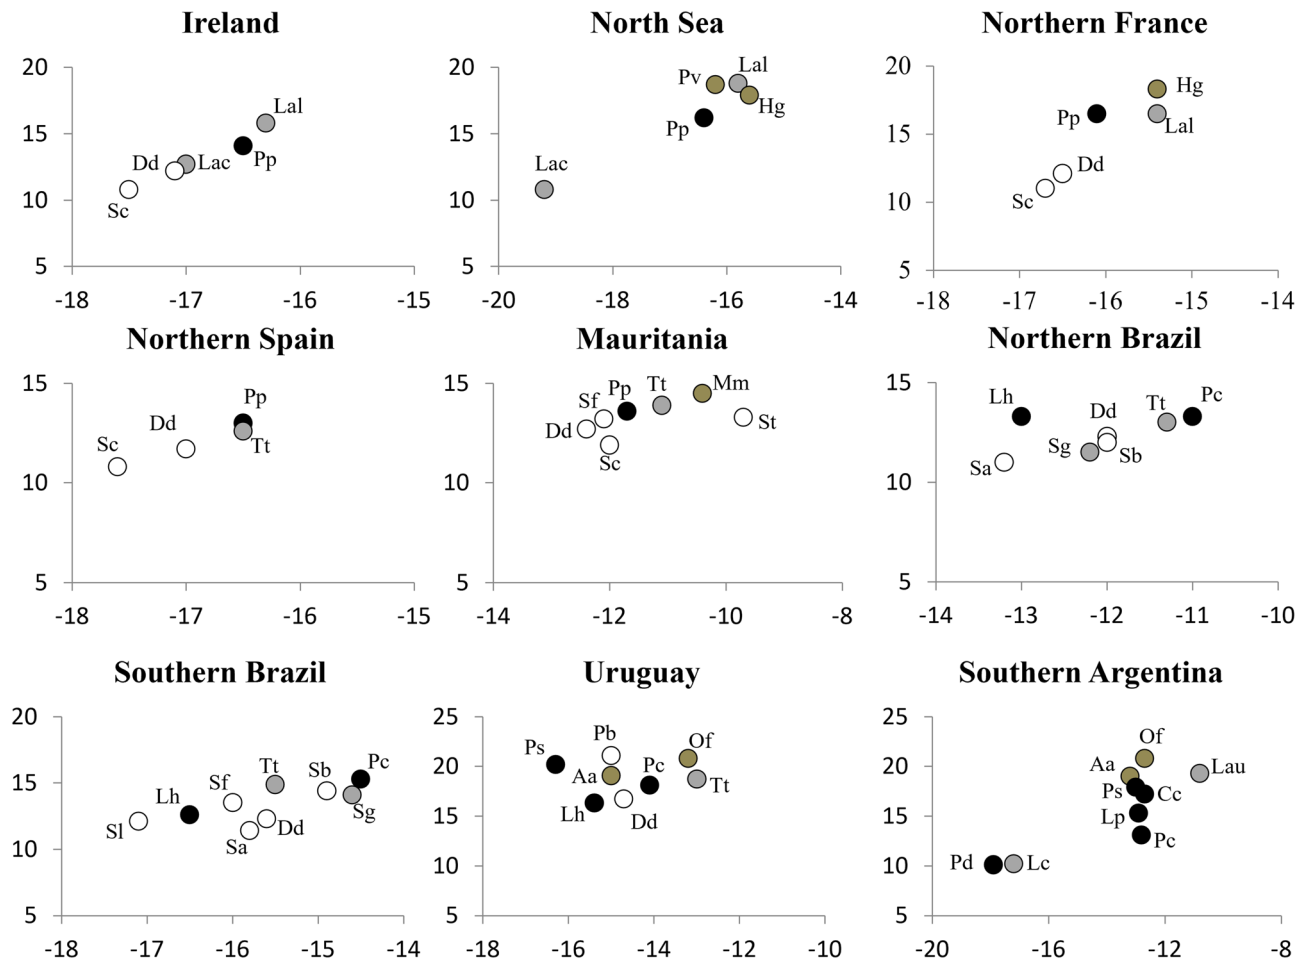 Ireland
20
15
10
5
Lal
Dd
Lac
Pp
Sc
-18
-17
-16
-15
North Sea
20
15
10
5
Pv
Lal
Hg
Pp
Lac
-20
-18
-16
-14
Northern France
20
15
10
5
Hg
Pp
Lal
Dd
Sc
-18
-17
-16
-15
-14
Northern Spain
15
10
5
Pp
Dd
Tt
Sc
-18
-17
-16
-15
Mauritania
15
10
5
Sf
Pp
Tt
Mm
Dd
St
Sc
-14
-12
-10
-8
Northern Brazil
15
10
5
Lh
Dd
Tt
Pc
Sg
Sb
Sa
-14
-13
-12
-11
-10
Southern Brazil
20
15
10
5
Tt
Sb
Pc
Lh
Sf
Sg
Sl
Sa
Dd
-18
-17
-16
-15
-14
Uruguay
25
20
15
10
5
Ps
Pb
Of
Aa
Pc
Tt
Lh
Dd
-18
-16
-14
-12
-10
Southern Argentina
25
20
15
10
5
Of
Aa
Lau
Ps
Cc
Lp
Pc
Pd
Lc
-20
-16
-12
-8